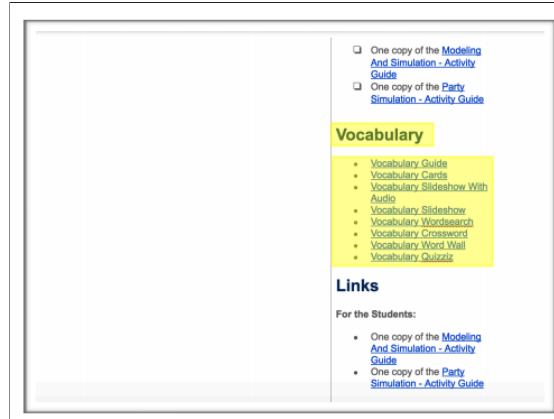 One copy of the Modeling
And Simulation - Activity
Guide
One copy of the Party
Simulation - Activity Guide
Vocabulary
Vocabulary Guide
Vocabulary Cards
Vocabulary Slideshow With
Audio
Vocabulary Slideshow
Vocabulary Wordsearch
Vocabulary Crossword
Vocabulary Word Wall
Vocabulary Quizziz
Links
For the Students:
One copy of the Modeling
And Simulation - Activity
Guide
One copy of the Party
Simulation - Activity Guide